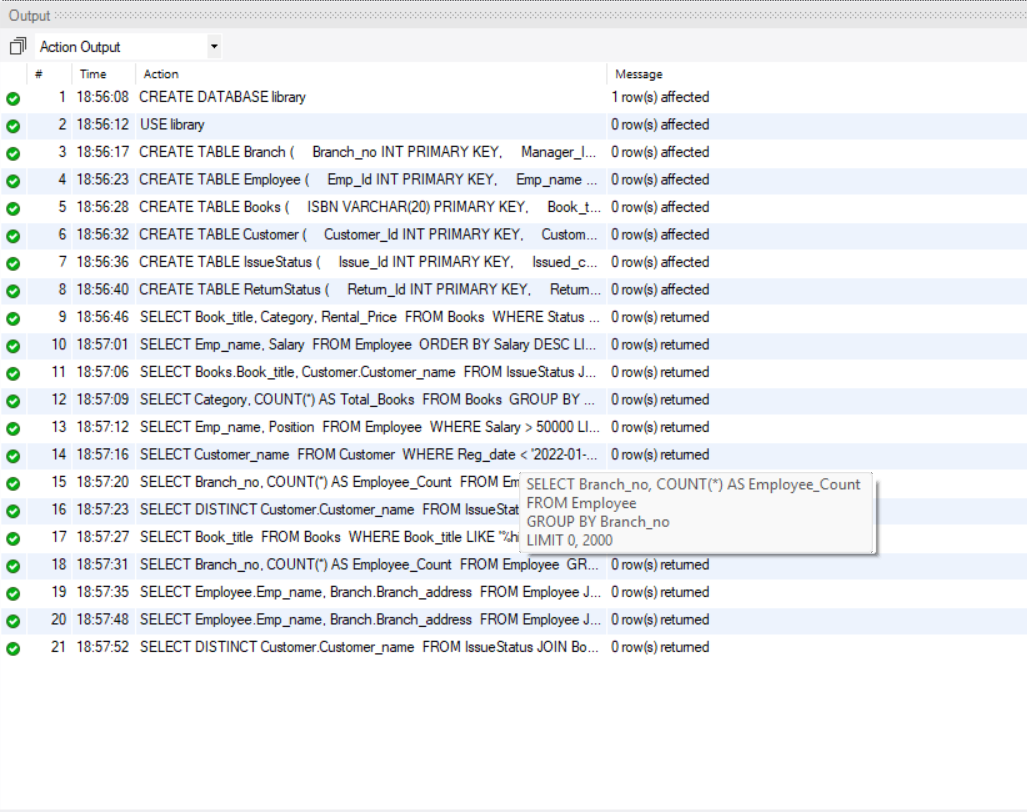 Output
Action Output
# Time Action Message
1 18:56:08 CREATE DATABASE library 1 row(s) affected
2 18:56:12 USE library 0 row(s) affected
3 18:56:17 CREATE TABLE Branch ( Branch_no INT PRIMARY KEY, Manager_I... 0 row(s) affected
4 18:56:23 CREATE TABLE Employee ( Emp_Id INT PRIMARY KEY, Emp_name ... 0 row(s) affected
5 18:56:28 CREATE TABLE Books ( ISBN VARCHAR(20) PRIMARY KEY, Book_t... 0 row(s) affected
6 18:56:32 CREATE TABLE Customer ( Customer_Id INT PRIMARY KEY, Custom... 0 row(s) affected
7 18:56:36 CREATE TABLE IssueStatus ( Issue_Id INT PRIMARY KEY, Issued_c... 0 row(s) affected
8 18:56:40 CREATE TABLE ReturnStatus ( Return_Id INT PRIMARY KEY, Return... 0 row(s) affected
9 18:56:46 SELECT Book_title, Category, Rental_Price FROM Books WHERE Status ... 0 row(s) returned
10 18:57:01 SELECT Emp_name, Salary FROM Employee ORDER BY Salary DESC LI... 0 row(s) returned
11 18:57:06 SELECT Books.Book_title, Customer.Customer_name FROM IssueStatus J... 0 row(s) returned
12 18:57:09 SELECT Category, COUNT(*) AS Total_Books FROM Books GROUP BY ... 0 row(s) returned
13 18:57:12 SELECT Emp_name, Position FROM Employee WHERE Salary > 50000 LI... 0 row(s) returned
14 18:57:16 SELECT Customer_name FROM Customer WHERE Reg_date < '2022-01-... 0 row(s) returned
15 18:57:20 SELECT Branch_no, COUNT(*) AS Employee_Count FROM Em
SELECT Branch_no, COUNT(*) AS Employee_Count
FROM Employee
GROUP BY Branch_no
LIMIT 0, 2000
16 18:57:23 SELECT DISTINCT Customer.Customer_name FROM IssueStat
17 18:57:27 SELECT Book_title FROM Books WHERE Book_title LIKE '%hi
18 18:57:31 SELECT Branch_no, COUNT(*) AS Employee_Count FROM Employee GR... 0 row(s) returned
19 18:57:35 SELECT Employee.Emp_name, Branch.Branch_address FROM Employee J... 0 row(s) returned
20 18:57:48 SELECT Employee.Emp_name, Branch.Branch_address FROM Employee J... 0 row(s) returned
21 18:57:52 SELECT DISTINCT Customer.Customer_name FROM IssueStatus JOIN Bo... 0 row(s) returned